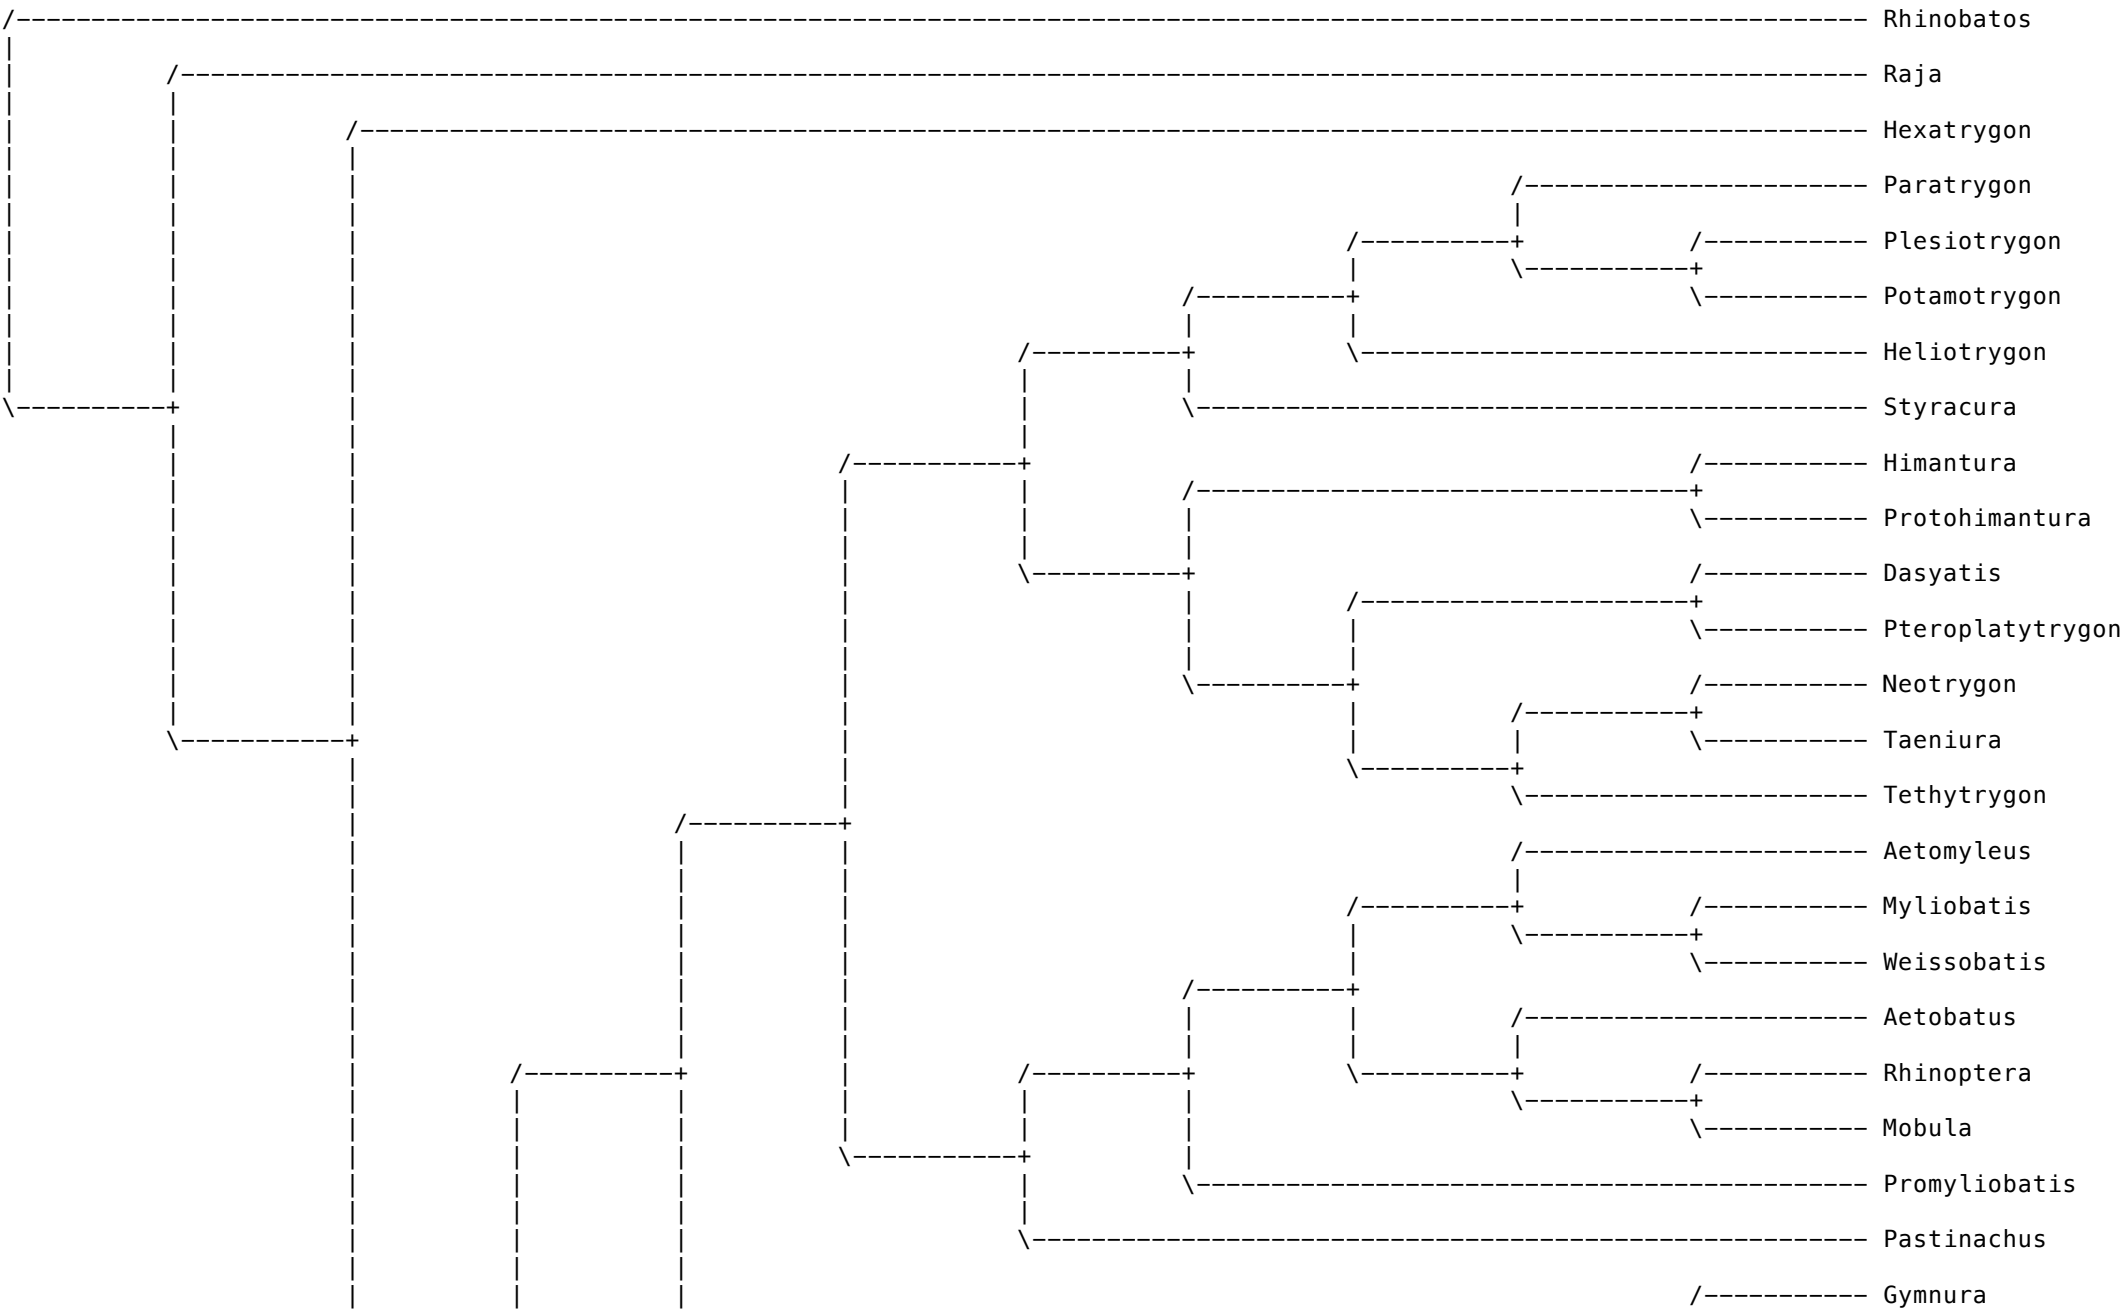 Rhinobatos
Raja
Hexatrygon
Paratrygon
Plesiotrygon
Potamotrygon
Heliotrygon
Styracura
Himantura
Protohimantura
Dasyatis
Pteroplatytrygon
Neotrygon
Taeniura
Tethytrygon
Aetomyleus
Myliobatis
Weissobatis
Aetobatus
Rhinoptera
Mobula
Promyliobatis
Pastinachus
Gymnura